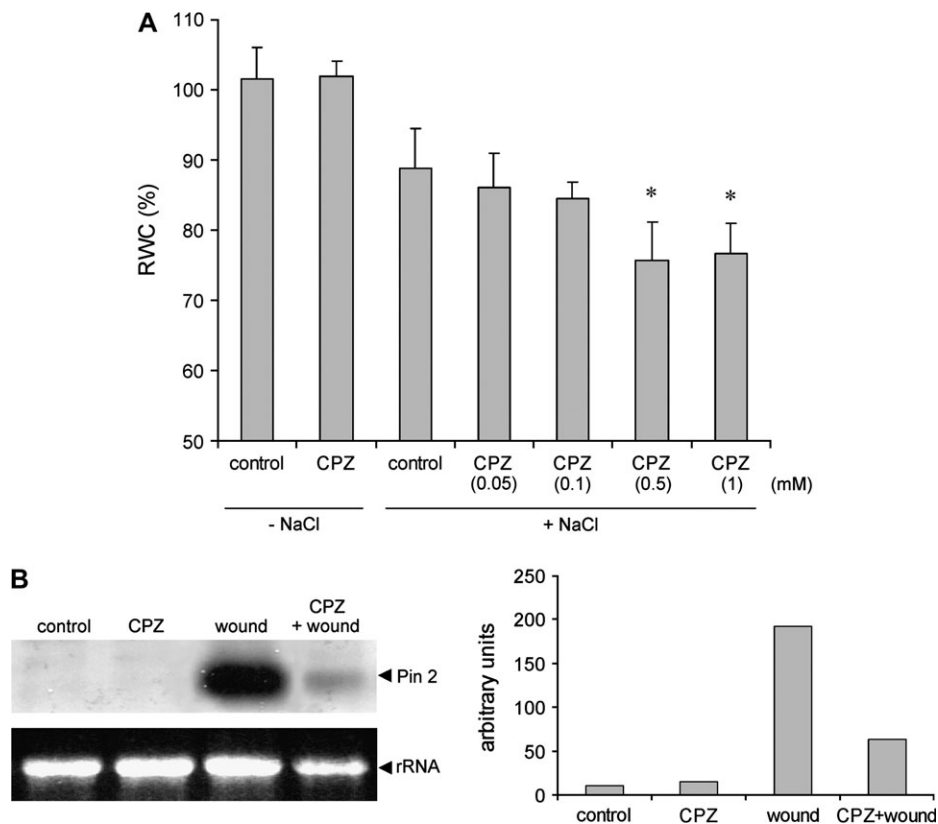 A
110
100
90
80
70
60
50
RWC (%)
* *
control CPZ control CPZ CPZ CPZ CPZ
(0.05) (0.1) (0.5) (1) (mM)
- NaCl + NaCl
B
control CPZ wound CPZ
+ wound
Pin 2
rRNA
250
200
150
100
50
0
arbitrary units
control CPZ wound CPZ+wound